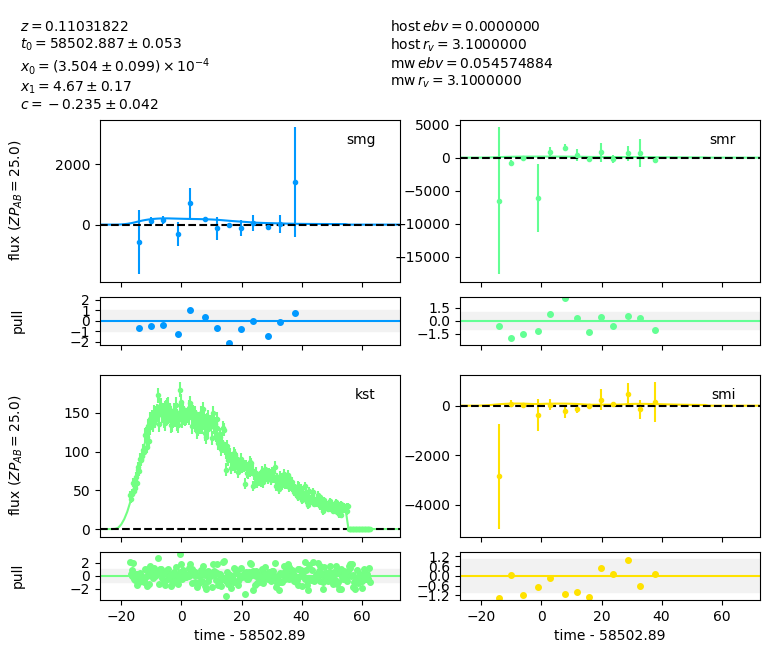 z = 0.11031822
t₀ = 58502.887 ± 0.053
x₀ = (3.504 ± 0.099) × 10⁻⁴
x₁ = 4.67 ± 0.17
c = −0.235 ± 0.042
host ebv = 0.0000000
host r_v = 3.1000000
mw ebv = 0.054574884
mw r_v = 3.1000000
flux (ZP_AB = 25.0)
2000
0
smg
5000
0
−5000
−10000
−15000
smr
pull
2
1
0
−1
−2
1.5
0.0
−1.5
flux (ZP_AB = 25.0)
150
100
50
0
kst
0
−2000
−4000
smi
pull
2
0
−2
−20 0 20 40 60
time - 58502.89
1.2
0.6
0.0
−0.6
−1.2
−20 0 20 40 60
time - 58502.89